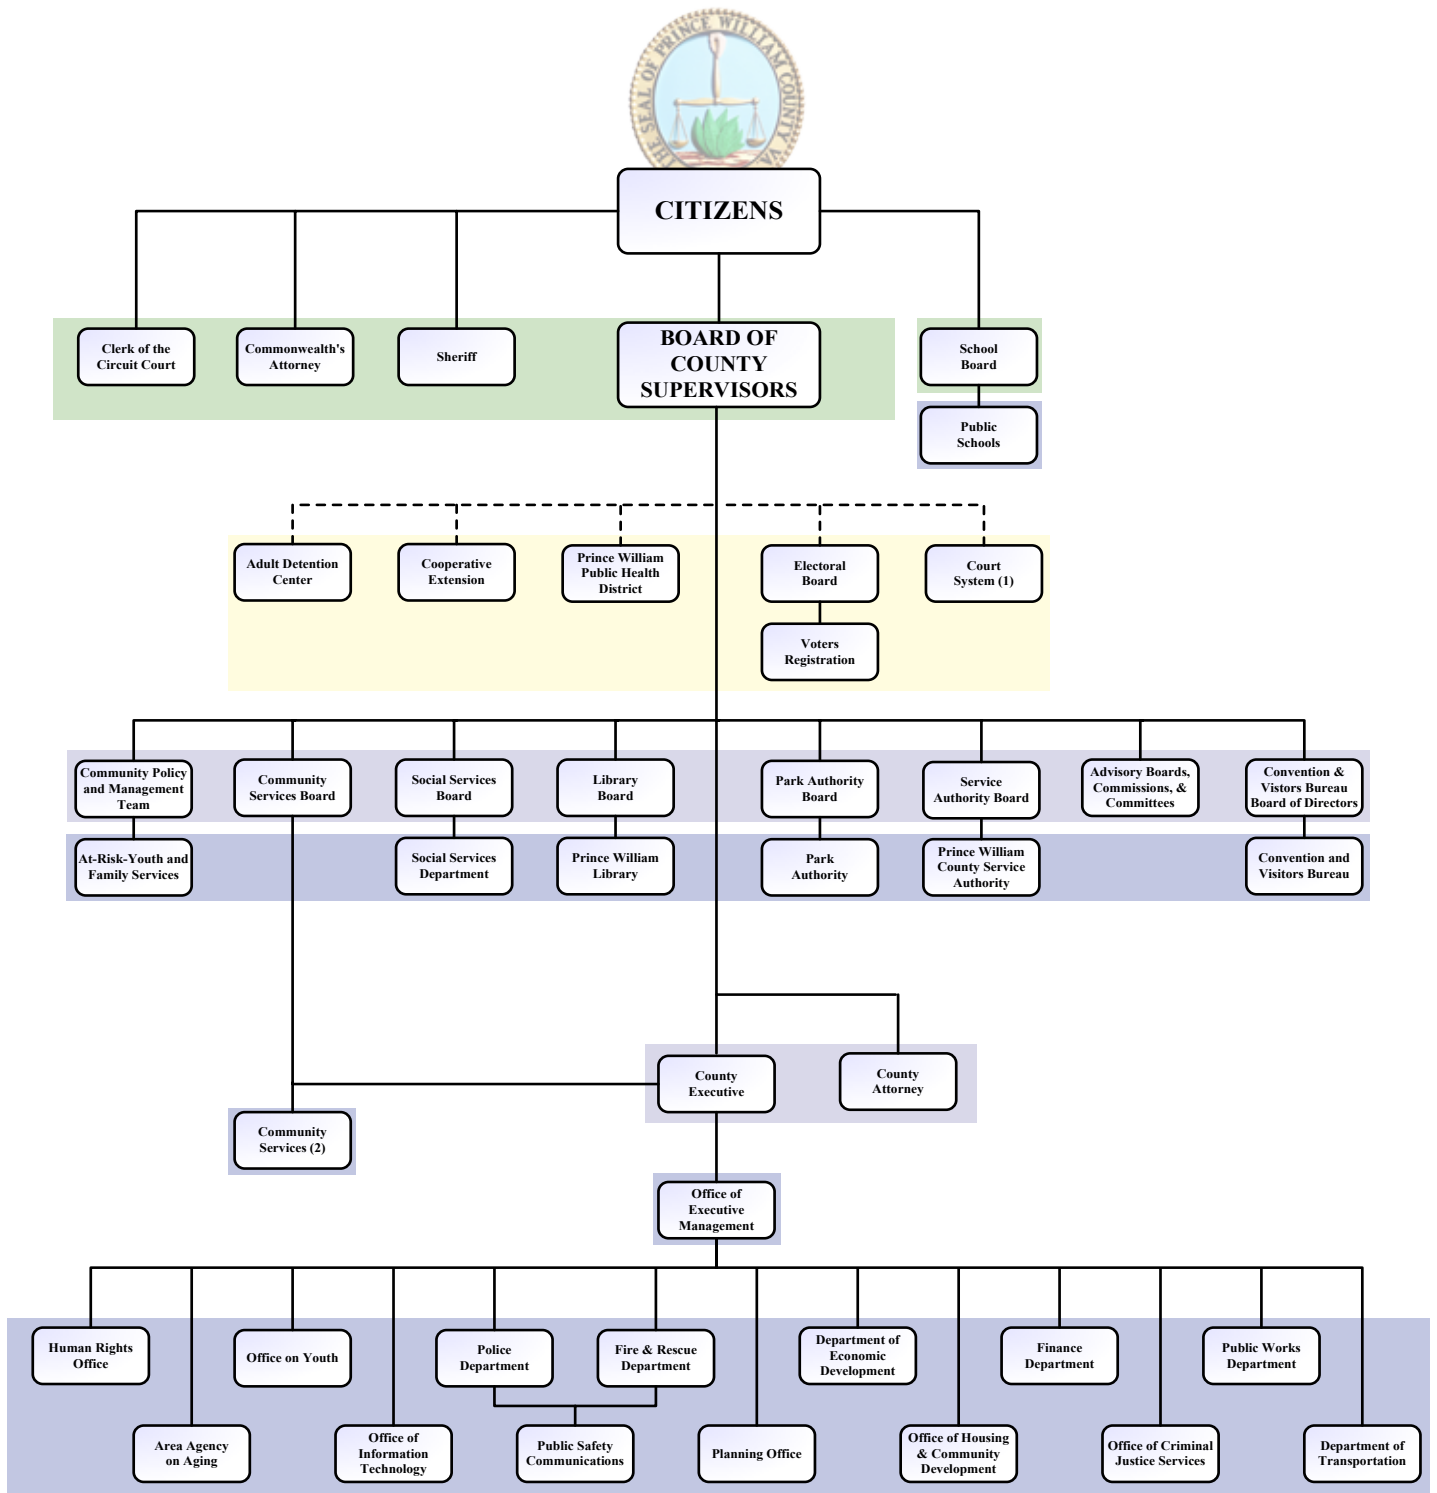 THE SEAL OF PRINCE WILLIAM COUNTY VA.
CITIZENS
Clerk of the
Circuit Court
Commonwealth's
Attorney
Sheriff
BOARD OF
COUNTY
SUPERVISORS
School
Board
Public
Schools
Adult Detention
Center
Cooperative
Extension
Prince William
Public Health
District
Electoral
Board
Court
System (1)
Voters
Registration
Community Policy
and Management
Team
Community
Services Board
Social Services
Board
Library
Board
Park Authority
Board
Service
Authority Board
Advisory Boards,
Commissions, &
Committees
Convention &
Vistors Bureau
Board of Directors
At-Risk-Youth and
Family Services
Social Services
Department
Prince William
Library
Park
Authority
Prince William
County Service
Authority
Convention and
Visitors Bureau
County
Executive
County
Attorney
Community
Services (2)
Office of
Executive
Management
Human Rights
Office
Office on Youth
Police
Department
Fire & Rescue
Department
Department of
Economic
Development
Finance
Department
Public Works
Department
Area Agency
on Aging
Office of
Information
Technology
Public Safety
Communications
Planning Office
Office of Housing
& Community
Development
Office of Criminal
Justice Services
Department of
Transportation